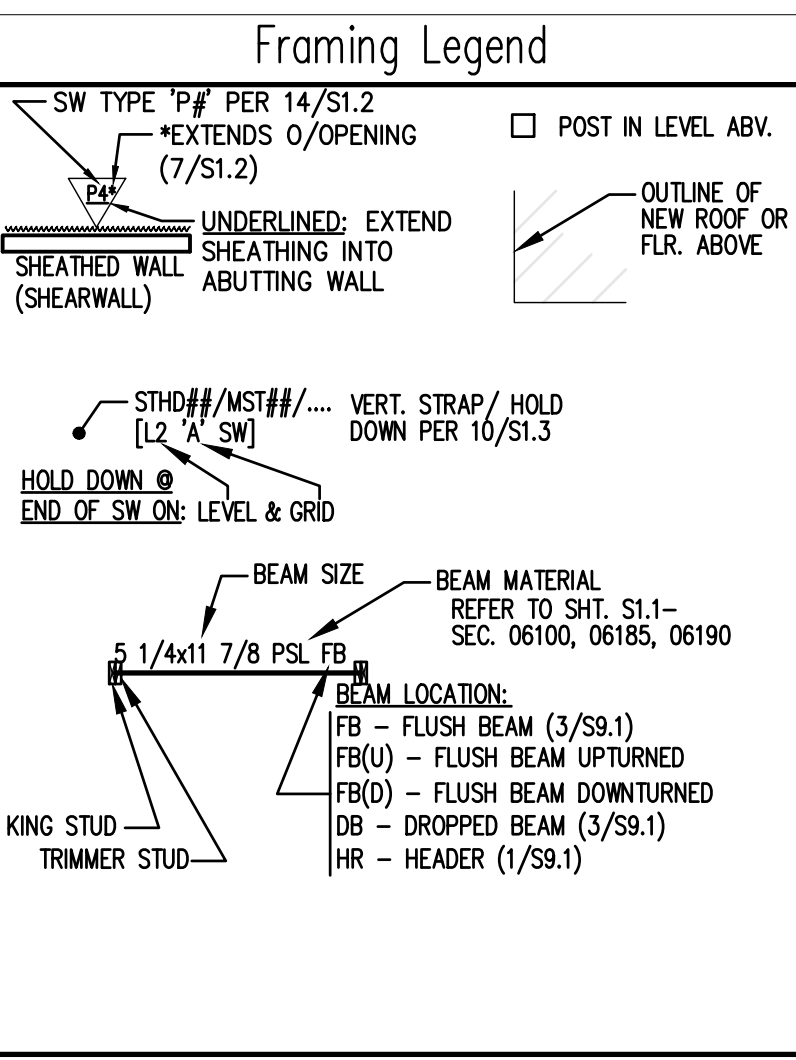 Framing Legend
SW TYPE 'P#' PER 14/S1.2
*EXTENDS O/OPENING
(7/S1.2)
P4*
UNDERLINED: EXTEND
SHEATHING INTO
ABUTTING WALL
SHEATHED WALL
(SHEARWALL)
POST IN LEVEL ABV.
OUTLINE OF
NEW ROOF OR
FLR. ABOVE
STHD##/MST##/....
[L2 'A' SW]
VERT. STRAP/ HOLD
DOWN PER 10/S1.3
HOLD DOWN @
END OF SW ON: LEVEL & GRID
BEAM SIZE
BEAM MATERIAL
REFER TO SHT. S1.1–
SEC. 06100, 06185, 06190
5 1/4x11 7/8 PSL FB
BEAM LOCATION:
FB – FLUSH BEAM (3/S9.1)
FB(U) – FLUSH BEAM UPTURNED
FB(D) – FLUSH BEAM DOWNTURNED
DB – DROPPED BEAM (3/S9.1)
HR – HEADER (1/S9.1)
KING STUD
TRIMMER STUD